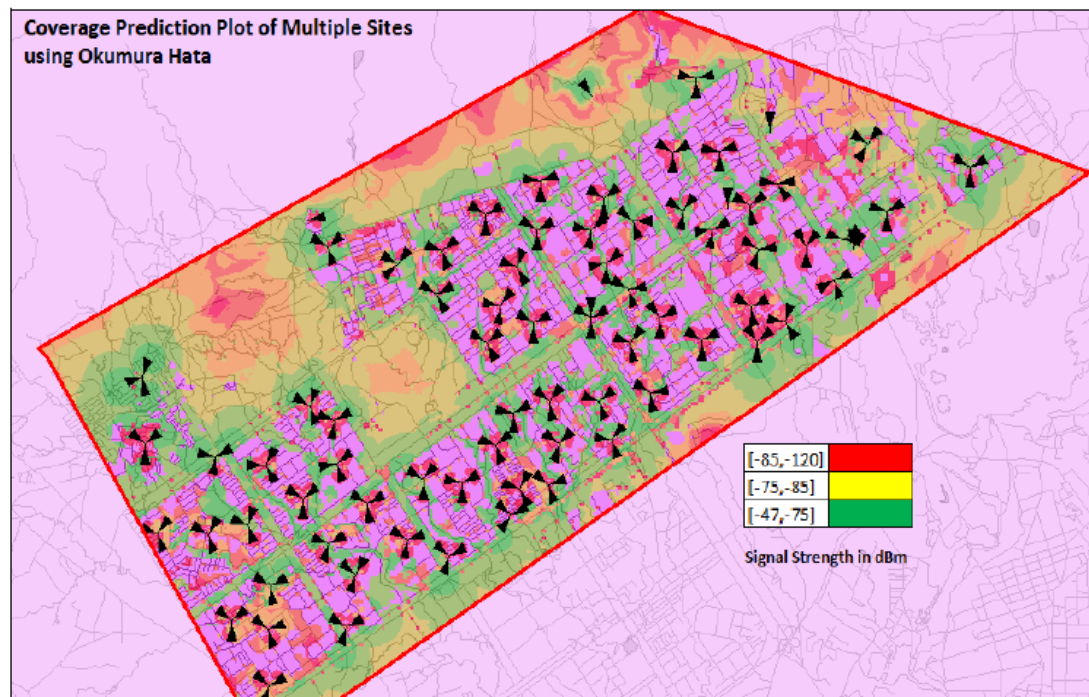 Coverage Prediction Plot of Multiple Sites
using Okumura Hata
[-85,-120]
[-75,-85]
[-47,-75]
Signal Strength in dBm